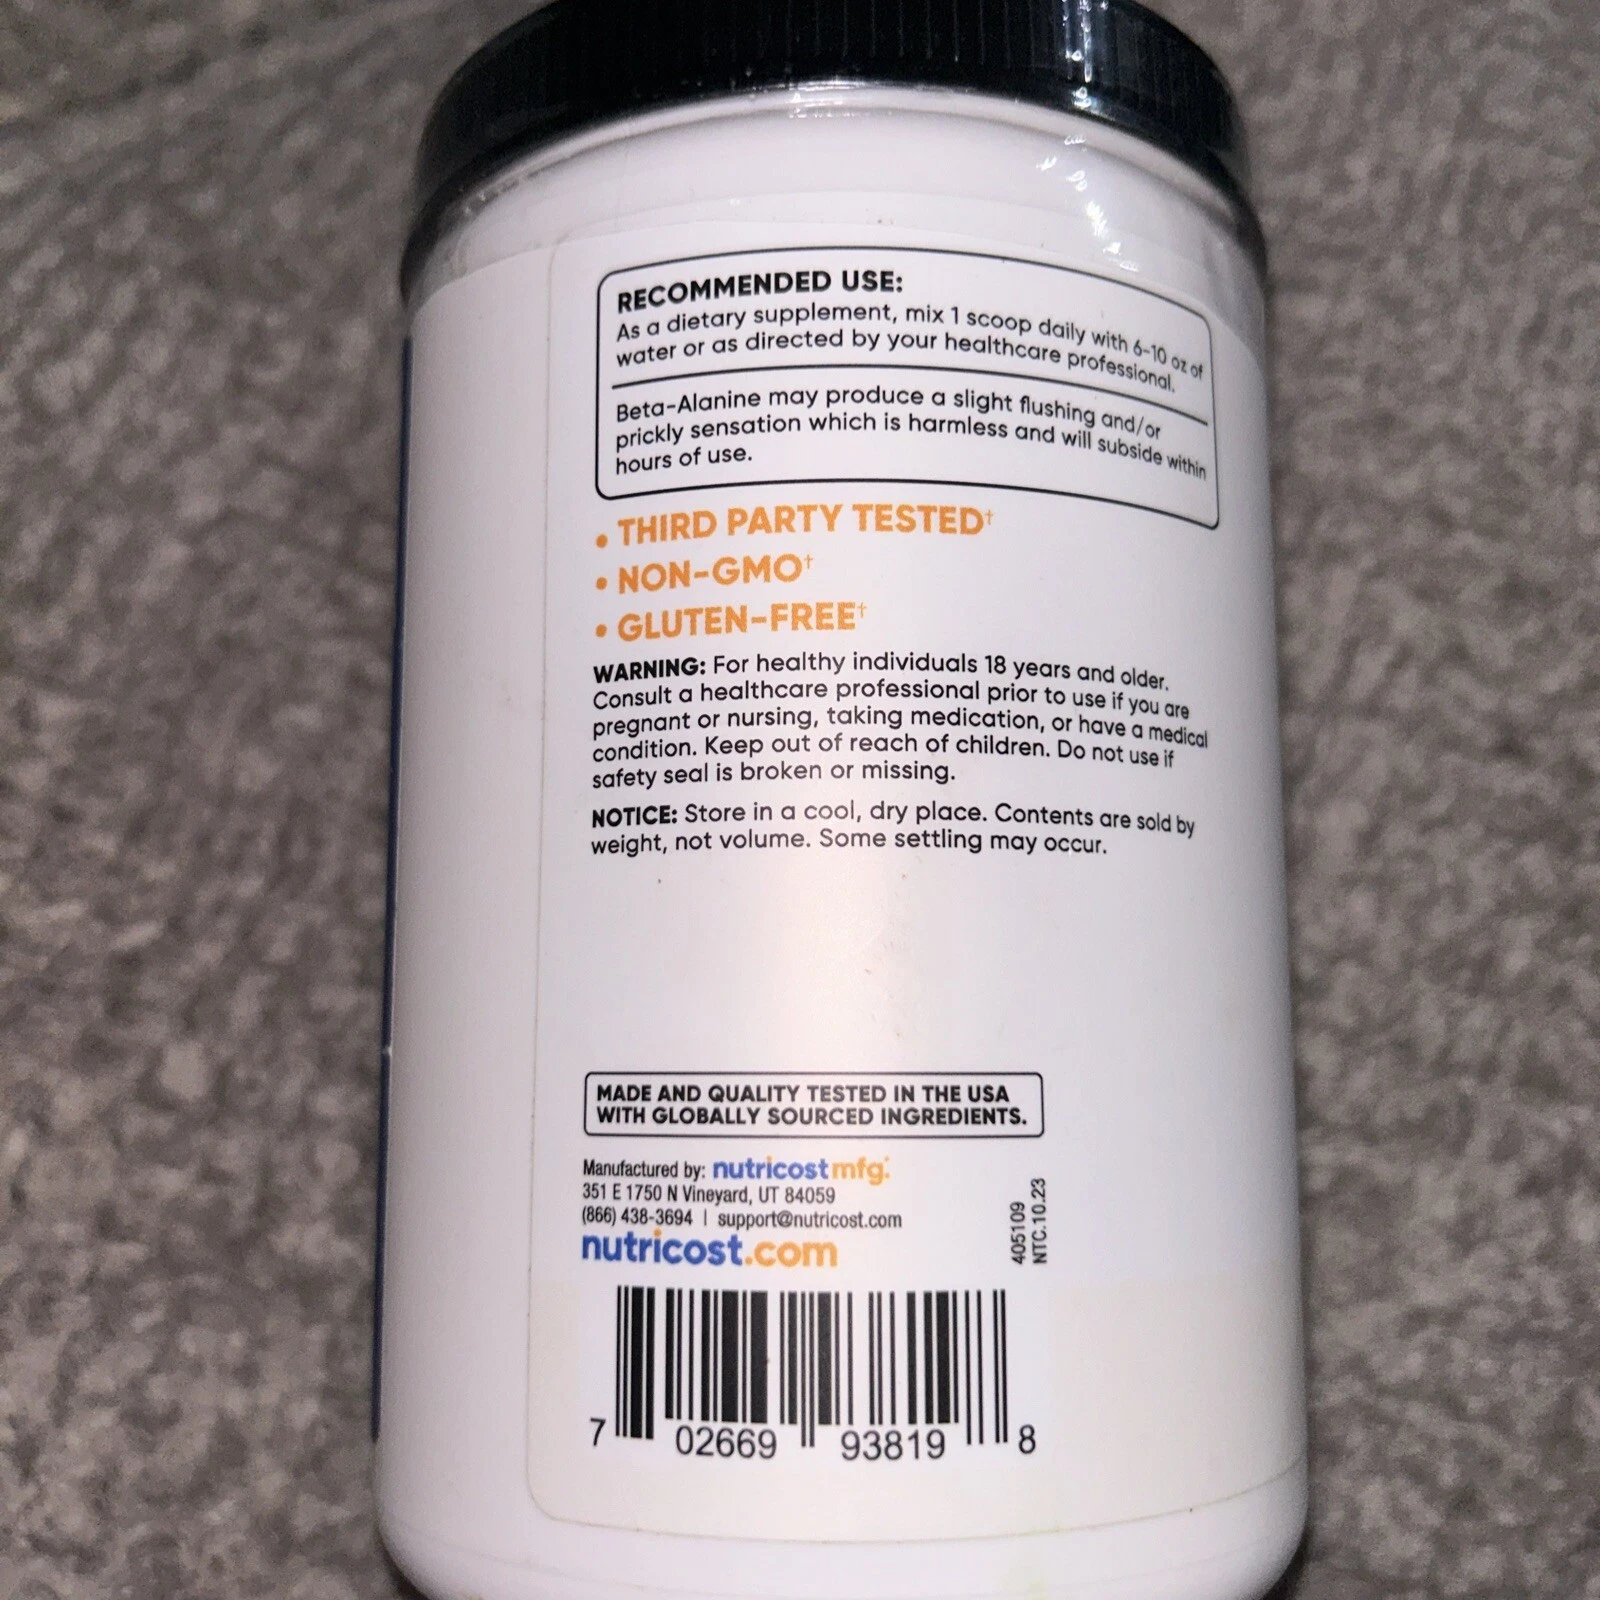 RECOMMENDED USE:
As a dietary supplement, mix 1 scoop daily with 6-10 oz of
water or as directed by your healthcare professional.
Beta-Alanine may produce a slight flushing and/or
prickly sensation which is harmless and will subside within
hours of use.
• THIRD PARTY TESTED†
• NON-GMO†
• GLUTEN-FREE†
WARNING: For healthy individuals 18 years and older.
Consult a healthcare professional prior to use if you are
pregnant or nursing, taking medication, or have a medical
condition. Keep out of reach of children. Do not use if
safety seal is broken or missing.
NOTICE: Store in a cool, dry place. Contents are sold by
weight, not volume. Some settling may occur.
MADE AND QUALITY TESTED IN THE USA
WITH GLOBALLY SOURCED INGREDIENTS.
Manufactured by: nutricost mfg.
351 E 1750 N Vineyard, UT 84059
(866) 438-3694 | support@nutricost.com
nutricost.com
405109
NTC.10.23
7 02669 93819 8